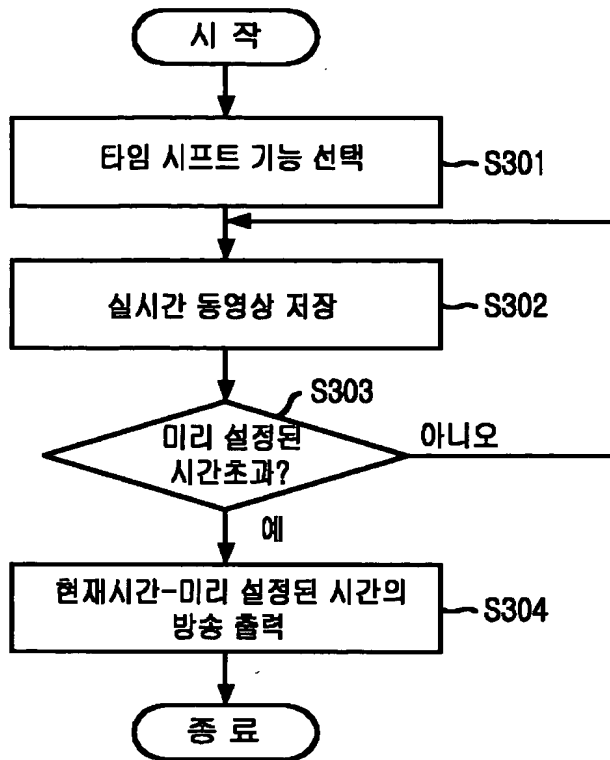 시 작
타임 시프트 기능 선택
S301
실시간 동영상 저장
S302
S303
미리 설정된
시간초과?
아니오
예
현재시간-미리 설정된 시간의
방송 출력
S304
종 료